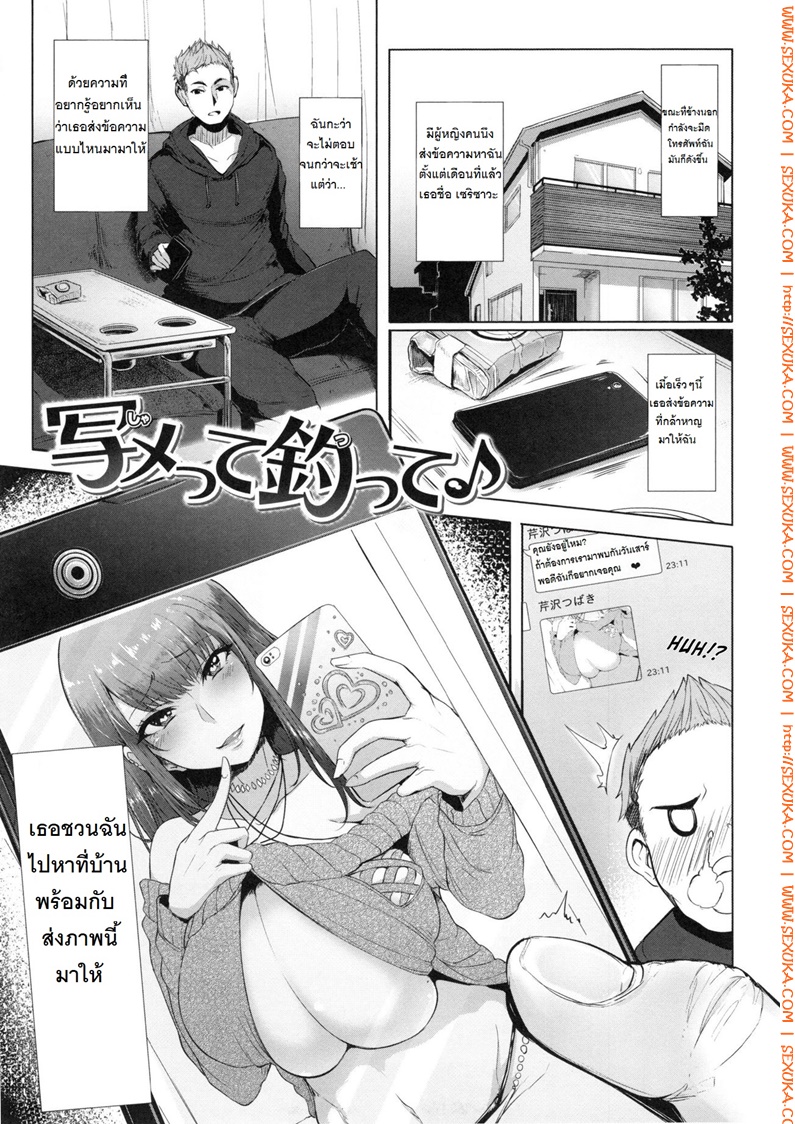 ขณะที่ข้างนอก
กำลังจะมืด
โทรศัพท์ฉัน
มันก็ดังขึ้น
มีผู้หญิงคนนึง
ส่งข้อความหาฉัน
ตั้งแต่เดือนที่แล้ว
เธอชื่อ เซริซาวะ
ฉันกะว่า
จะไม่ตอบ
จนกว่าจะเช้า
แต่ว่า...
ด้วยความที่
อยากรู้อยากเห็น
ว่าเธอส่งข้อความ
แบบไหนมามาให้
เมื่อเร็วๆนี้
เธอส่งข้อความ
ที่กล้าหาญ
มาให้ฉัน
写メって釣って♪
しゃ
つ
芹沢つば
คุณยังอยู่ไหม?
ถ้าต้องการเรามาพบกันวันเสาร์
พอดีฉันก็อยากเจอคุณ ❤
23:11
芹沢つばき
23:11
HUH!?
เธอชวนฉัน
ไปหาที่บ้าน
พร้อมกับ
ส่งภาพนี้
มาให้
WWW.SEXUKA.COM | SEXUKA.COM | http://SEXUKA.COM | WWW.SEXUKA.COM | SEXUKA.COM | http://SEXUKA.COM | WWW.SEXUKA.COM | SEXUKA.C